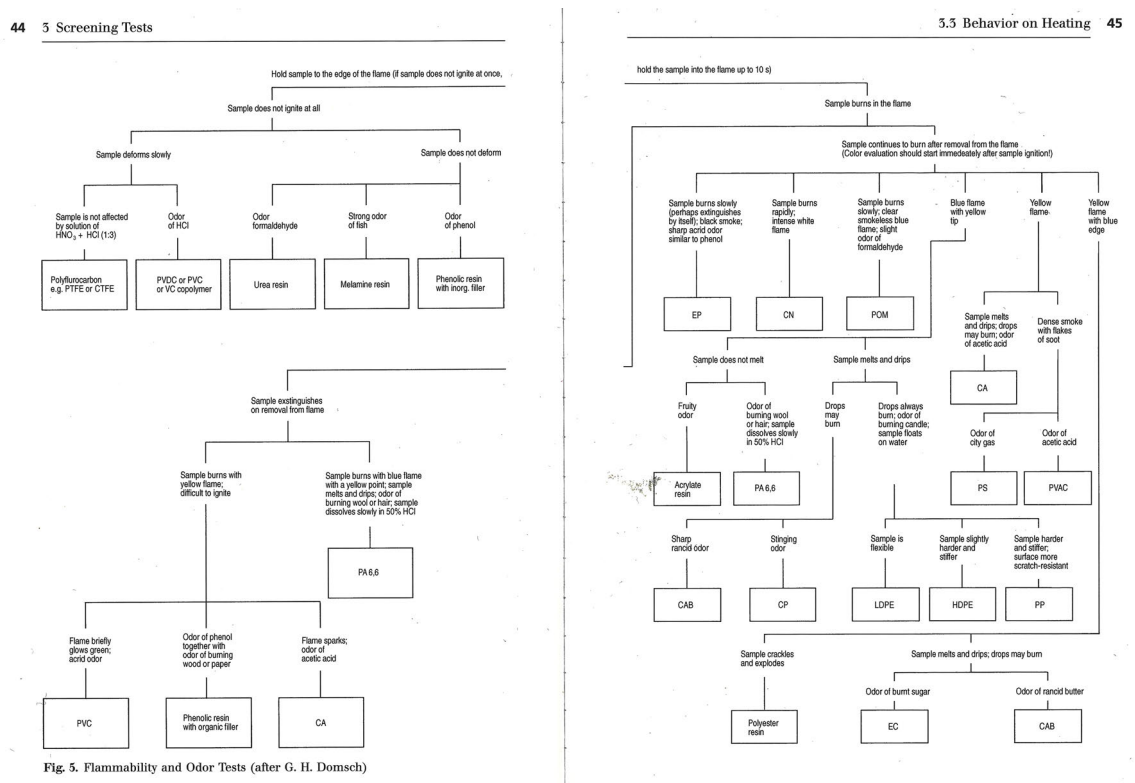 44 3 Screening Tests
Hold sample to the edge of the flame (if sample does not ignite at once,
Sample does not ignite at all
Sample deforms slowly
Sample does not deform
Sample is not affected
by solution of
HNO3 + HCl (1:3)
Odor
of HCl
Odor
formaldehyde
Strong odor
of fish
Odor
of phenol
Polyflurocarbon
e.g. PTFE or CTFE
PVDC or PVC
or VC copolymer
Urea resin
Melamine resin
Phenolic resin
with inorg. filler
Sample exstinguishes
on removal from flame
Sample burns with
yellow flame;
difficult to ignite
Sample burns with blue flame
with a yellow point; sample
melts and drips; odor of
burning wool or hair; sample
dissolves slowly in 50% HCl
PA 6,6
Flame briefly
glows green;
acrid odor
Odor of phenol
together with
odor of burning
wood or paper
Flame sparks;
odor of
acetic acid
PVC
Phenolic resin
with organic filler
CA
Fig. 5. Flammability and Odor Tests (after G. H. Domsch)
3.3 Behavior on Heating 45
hold the sample into the flame up to 10 s)
Sample burns in the flame
Sample continues to burn after removal from the flame
(Color evaluation should start immedeately after sample ignition!)
Sample burns slowly
(perhaps extinguishes
by itself); black smoke;
sharp acrid odor
similar to phenol
Sample burns
rapidly;
intense white
flame
Sample burns
slowly; clear
smokeless blue
flame; slight
odor of
formaldehyde
Blue flame
with yellow
tip
Yellow
flame
Yellow
flame
with blue
edge
EP
CN
POM
Sample melts
and drips; drops
may burn; odor
of acetic acid
Dense smoke
with flakes
of soot
CA
Sample does not melt
Sample melts and drips
Fruity
odor
Odor of
burning wool
or hair; sample
dissolves slowly
in 50% HCl
Drops
may
burn
Drops always
burn; odor of
burning candle;
sample floats
on water
Odor of
city gas
Odor of
acetic acid
Acrylate
resin
PA 6,6
PS
PVAC
Sharp
rancid odor
Stinging
odor
Sample is
flexible
Sample slightly
harder and
stiffer
Sample harder
and stiffer;
surface more
scratch-resistant
CAB
CP
LDPE
HDPE
PP
Sample crackles
and explodes
Sample melts and drips; drops may burn
Odor of burnt sugar
Odor of rancid butter
Polyester
resin
EC
CAB